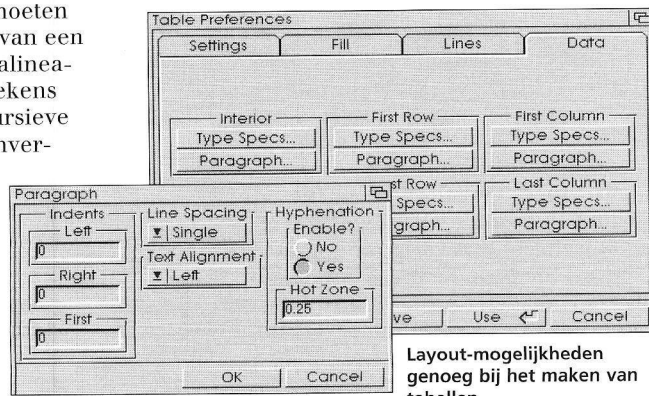 moeten
van een
alinea-
ekens
ursieve
nver-
Table Preferences
Settings Fill Lines Data
Interior First Row First Column
Type Specs... Type Specs... Type Specs...
Paragraph... Paragraph... Paragraph...
st Row Last Column
Specs... Type Specs...
graph... Paragraph...
ve Use Cancel
Paragraph
Indents Line Spacing Hyphenation
Left Single Enable?
0 Text Alignment No
Right Left Yes
0 Hot Zone
First 0.25
0
OK Cancel
Layout-mogelijkheden
genoeg bij het maken van
tabellen